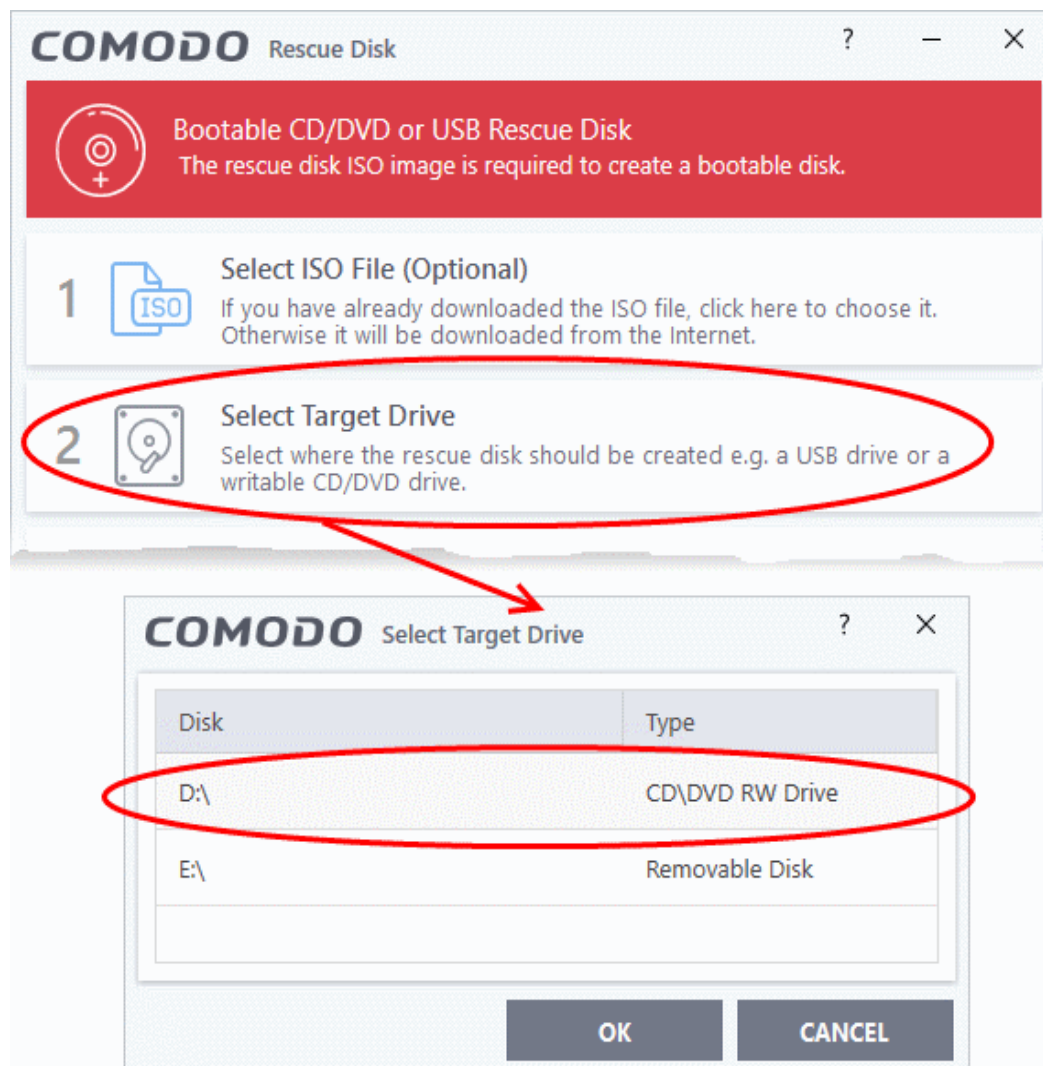 COMODO Rescue Disk ? – ×
Bootable CD/DVD or USB Rescue Disk
The rescue disk ISO image is required to create a bootable disk.
1
ISO
Select ISO File (Optional)
If you have already downloaded the ISO file, click here to choose it.
Otherwise it will be downloaded from the Internet.
2
Select Target Drive
Select where the rescue disk should be created e.g. a USB drive or a
writable CD/DVD drive.
COMODO Select Target Drive ? ×
Disk Type
D:\ CD\DVD RW Drive
E:\ Removable Disk
OK CANCEL